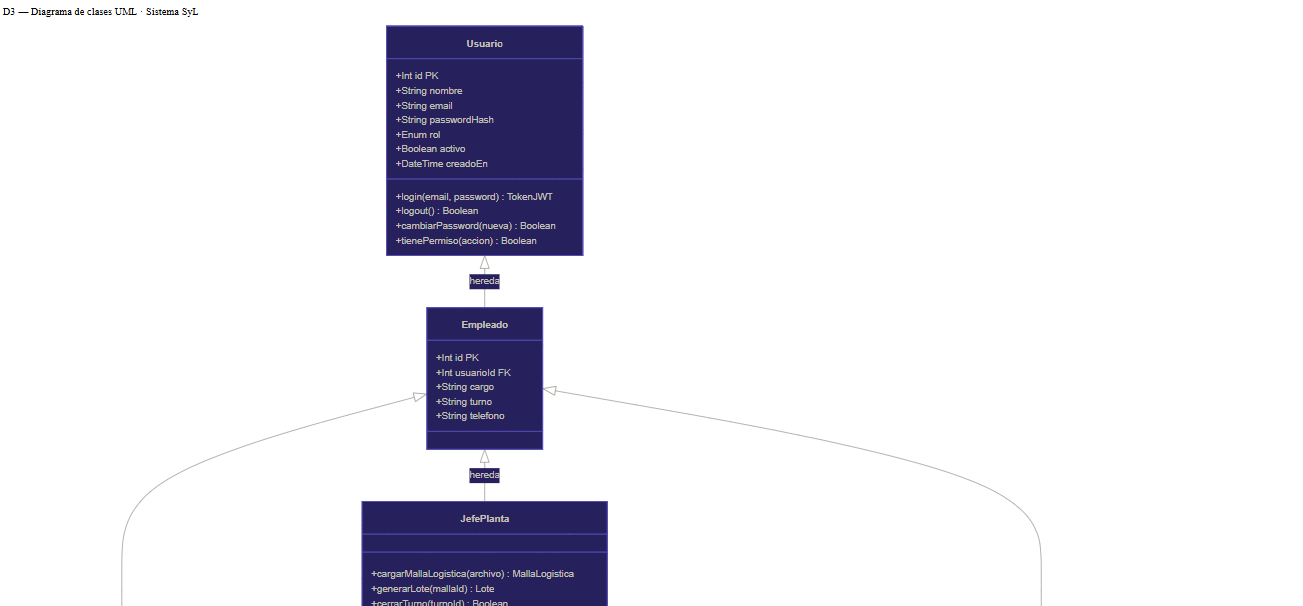 D3 — Diagrama de clases UML · Sistema SyL
Usuario
+Int id PK
+String nombre
+String email
+String passwordHash
+Enum rol
+Boolean activo
+DateTime creadoEn
+login(email, password) : TokenJWT
+logout() : Boolean
+cambiarPassword(nueva) : Boolean
+tienePermiso(accion) : Boolean
hereda
Empleado
+Int id PK
+Int usuarioId FK
+String cargo
+String turno
+String telefono
hereda
JefePlanta
+cargarMallaLogistica(archivo) : MallaLogistica
+generarLote(mallaId) : Lote
+cerrarTurno(turnoId) : Boolean